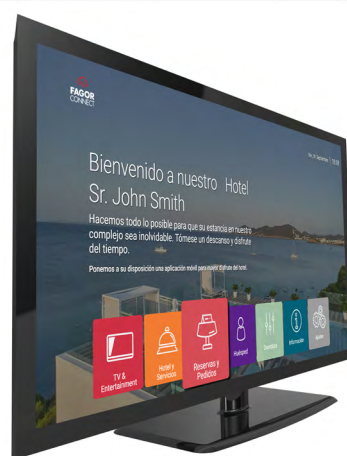 FAGOR
CONNECT
Bienvenido a nuestro Hotel
Sr. John Smith
Hacemos todo lo posible para que su estancia en nuestro
complejo sea inolvidable. Tómese un descanso y disfrute
del tiempo.
Ponemos a su disposición una aplicación móvil para mayor disfrute del hotel.
TV &
Entertainment
Hotel y
Servicios
Reservas y
Pedidos
Huésped
Información